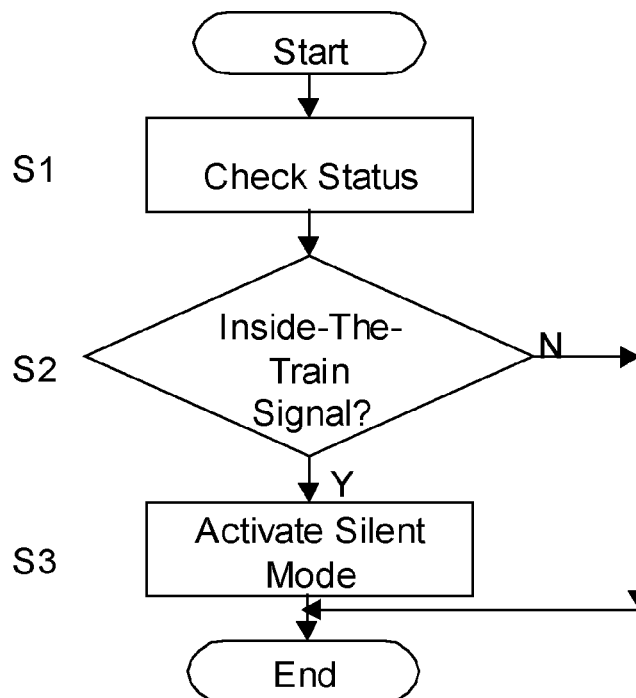 Start
S1
Check Status
Inside-The-
N
S2
Train
Signal?
Y
Activate Silent
S3
Mode
End